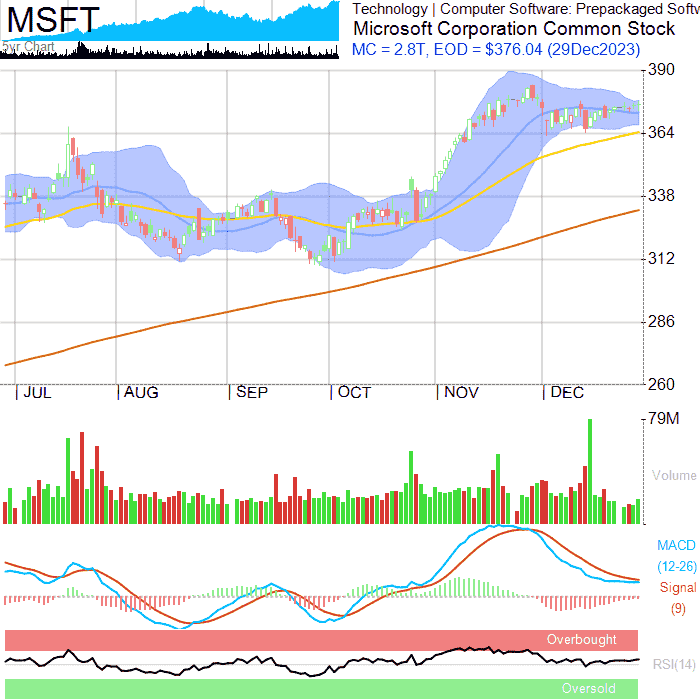 MSFT
5yr Chart
Technology | Computer Software: Prepackaged Softw
Microsoft Corporation Common Stock
MC = 2.8T, EOD = $376.04 (29Dec2023)
390
364
338
312
286
260
| JUL | AUG | SEP | OCT | NOV | DEC
79M
Volume
MACD
(12-26)
Signal
(9)
Overbought
RSI(14)
Oversold